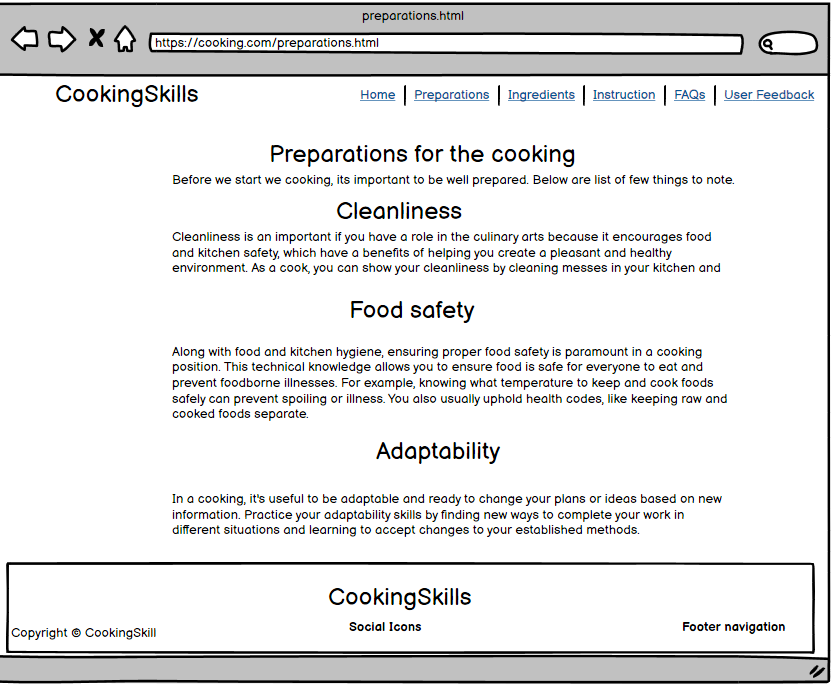 preparations.html
https://cooking.com/preparations.html
CookingSkills
Home | Preparations | Ingredients | Instruction | FAQs | User Feedback
Preparations for the cooking
Before we start we cooking, its important to be well prepared. Below are list of few things to note.
Cleanliness
Cleanliness is an important if you have a role in the culinary arts because it encourages food
and kitchen safety, which have a benefits of helping you create a pleasant and healthy
environment. As a cook, you can show your cleanliness by cleaning messes in your kitchen and
Food safety
Along with food and kitchen hygiene, ensuring proper food safety is paramount in a cooking
position. This technical knowledge allows you to ensure food is safe for everyone to eat and
prevent foodborne illnesses. For example, knowing what temperature to keep and cook foods
safely can prevent spoiling or illness. You also usually uphold health codes, like keeping raw and
cooked foods separate.
Adaptability
In a cooking, it's useful to be adaptable and ready to change your plans or ideas based on new
information. Practice your adaptability skills by finding new ways to complete your work in
different situations and learning to accept changes to your established methods.
CookingSkills
Copyright © CookingSkill
Social Icons
Footer navigation